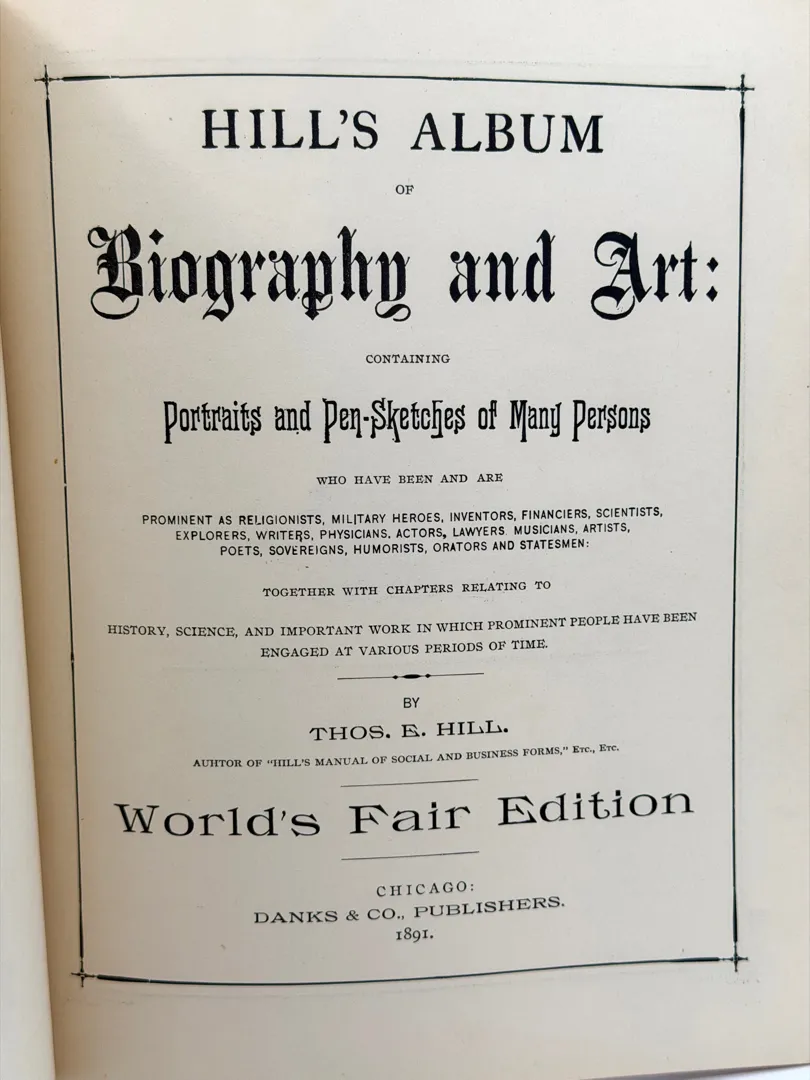 HILL'S ALBUM
OF
Biography and Art:
CONTAINING
Portraits and Pen-Sketches of Many Persons
WHO HAVE BEEN AND ARE
PROMINENT AS RELIGIONISTS, MILITARY HEROES, INVENTORS, FINANCIERS, SCIENTISTS,
EXPLORERS, WRITERS, PHYSICIANS. ACTORS, LAWYERS MUSICIANS, ARTISTS,
POETS, SOVEREIGNS, HUMORISTS, ORATORS AND STATESMEN:
TOGETHER WITH CHAPTERS RELATING TO
HISTORY, SCIENCE, AND IMPORTANT WORK IN WHICH PROMINENT PEOPLE HAVE BEEN
ENGAGED AT VARIOUS PERIODS OF TIME.
BY
THOS. E. HILL.
AUHTOR OF "HILL'S MANUAL OF SOCIAL AND BUSINESS FORMS," ETC., ETC.
World's Fair Edition
CHICAGO:
DANKS & CO., PUBLISHERS.
1891.